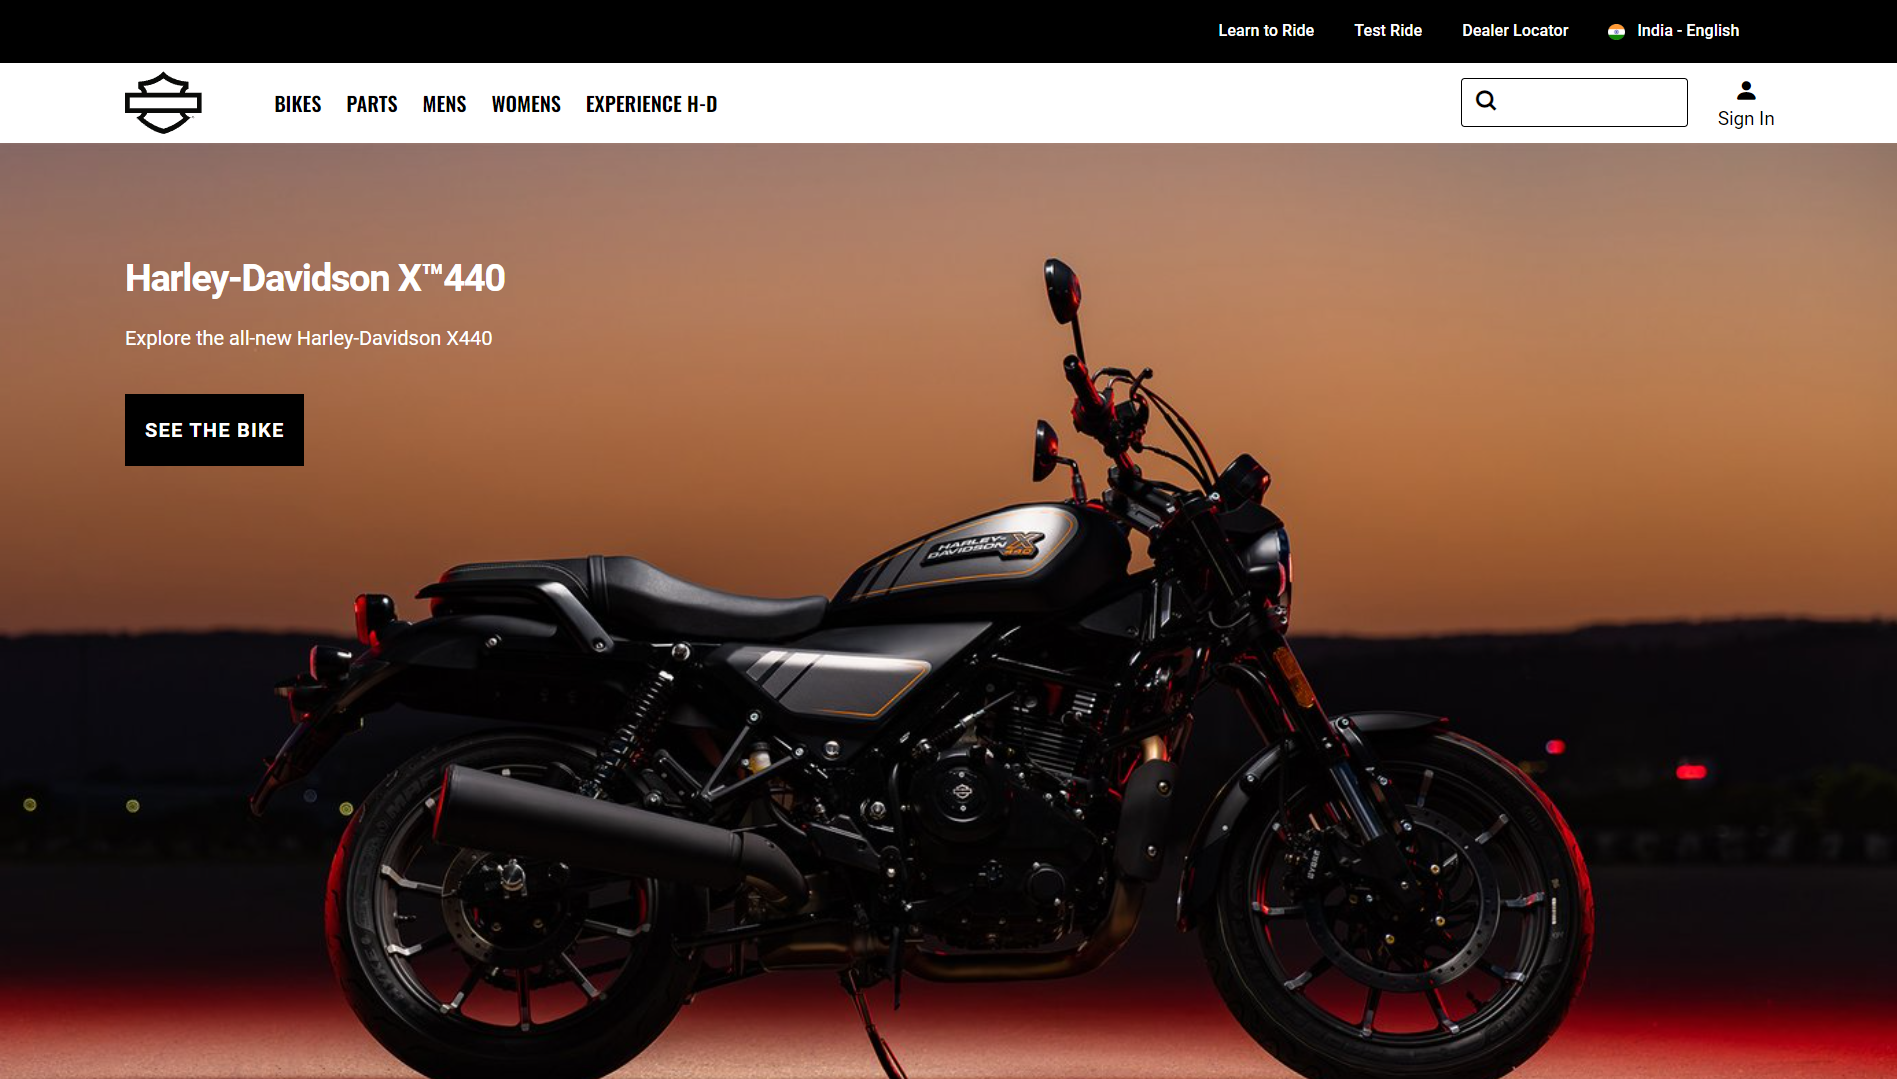 Learn to Ride Test Ride Dealer Locator India - English
BIKES PARTS MENS WOMENS EXPERIENCE H-D
Sign In
Harley-Davidson X™440
Explore the all-new Harley-Davidson X440
SEE THE BIKE
HARLEY-
DAVIDSON X
440